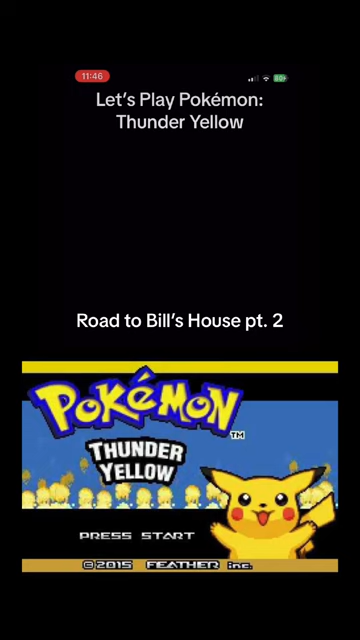 11:46
80+
Let's Play Pokémon:
Thunder Yellow
Road to Bill's House pt. 2
POKéMON
TM
THUNDER
YELLOW
PRESS START
©2015 FEATHER inc.